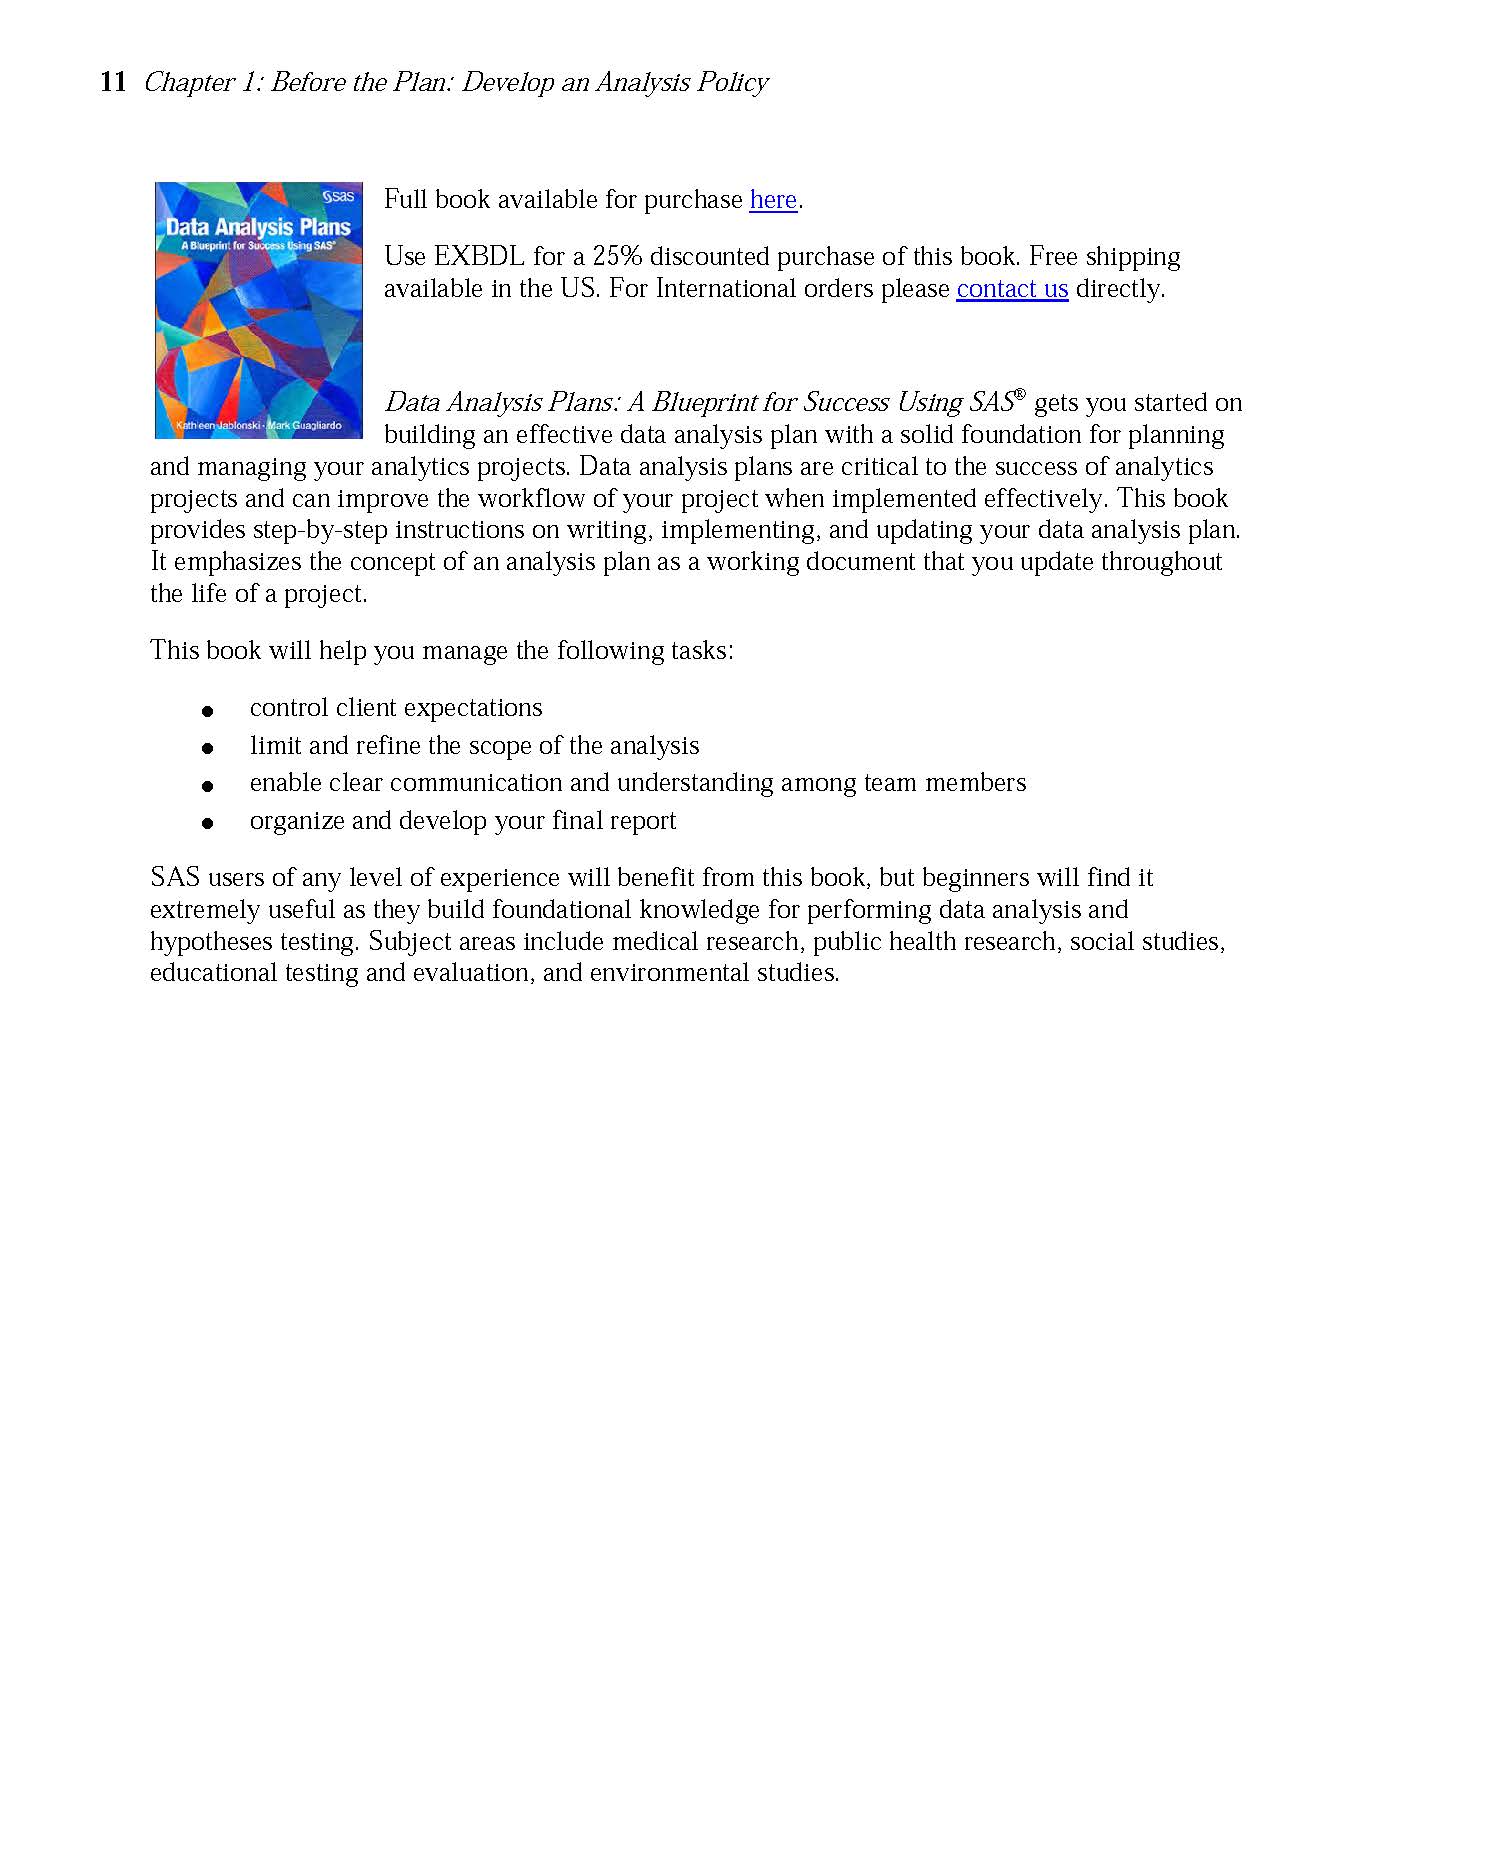 11 Chapter 1: Before the Plan: Develop an Analysis Policy
sas
Data Analysis Plans
A Blueprint for Success Using SAS®
Kathleen Jablonski · Mark Guagliardo
Full book available for purchase here.
Use EXBDL for a 25% discounted purchase of this book. Free shipping
available in the US. For International orders please contact us directly.
Data Analysis Plans: A Blueprint for Success Using SAS® gets you started on
building an effective data analysis plan with a solid foundation for planning
and managing your analytics projects. Data analysis plans are critical to the success of analytics
projects and can improve the workflow of your project when implemented effectively. This book
provides step-by-step instructions on writing, implementing, and updating your data analysis plan.
It emphasizes the concept of an analysis plan as a working document that you update throughout
the life of a project.
This book will help you manage the following tasks:
● control client expectations
● limit and refine the scope of the analysis
● enable clear communication and understanding among team members
● organize and develop your final report
SAS users of any level of experience will benefit from this book, but beginners will find it
extremely useful as they build foundational knowledge for performing data analysis and
hypotheses testing. Subject areas include medical research, public health research, social studies,
educational testing and evaluation, and environmental studies.